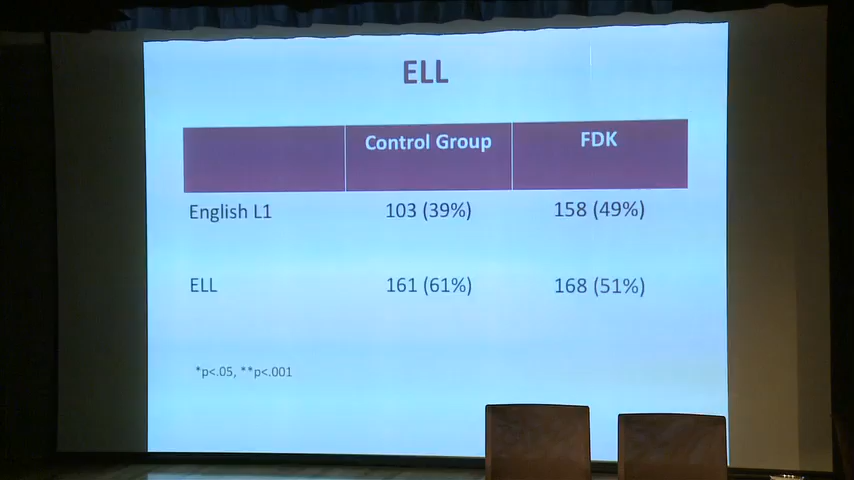 ELL
Control Group FDK
English L1 103 (39%) 158 (49%)
ELL 161 (61%) 168 (51%)
*p<.05, **p<.001